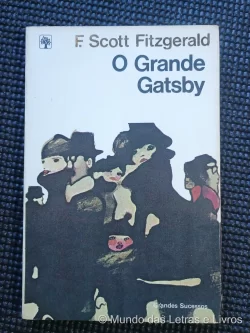 F. Scott Fitzgerald
O Grande
Gatsby
Grandes Sucessos
© Mundo das Letras e Livros